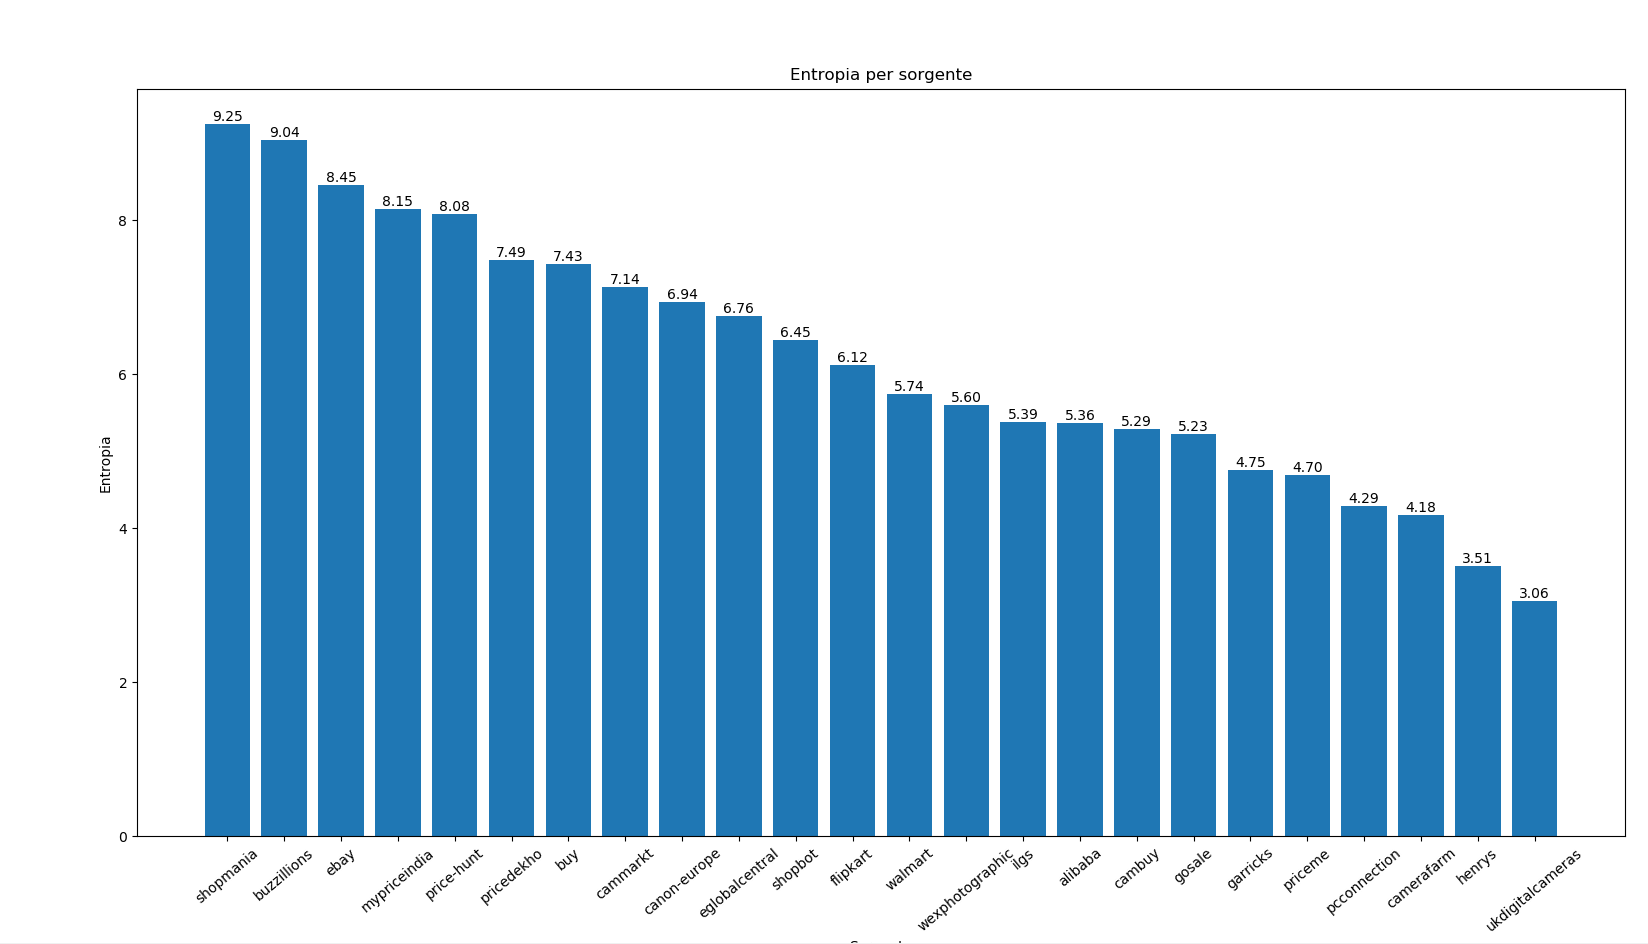 Entropia per sorgente
9.25
9.04
8.45
8.15
8.08
7.49
7.43
7.14
6.94
6.76
6.45
6.12
5.74
5.60
5.39
5.36
5.29
5.23
4.75
4.70
4.29
4.18
3.51
3.06
8
6
4
2
0
Entropia
shopmania
buzzillions
ebay
mypriceindia
price-hunt
pricedekho
buy
cammarkt
canon-europe
eglobalcentral
shopbot
flipkart
walmart
wexphotographic
ilgs
alibaba
cambuy
gosale
garricks
priceme
pcconnection
camerafarm
henrys
ukdigitalcameras